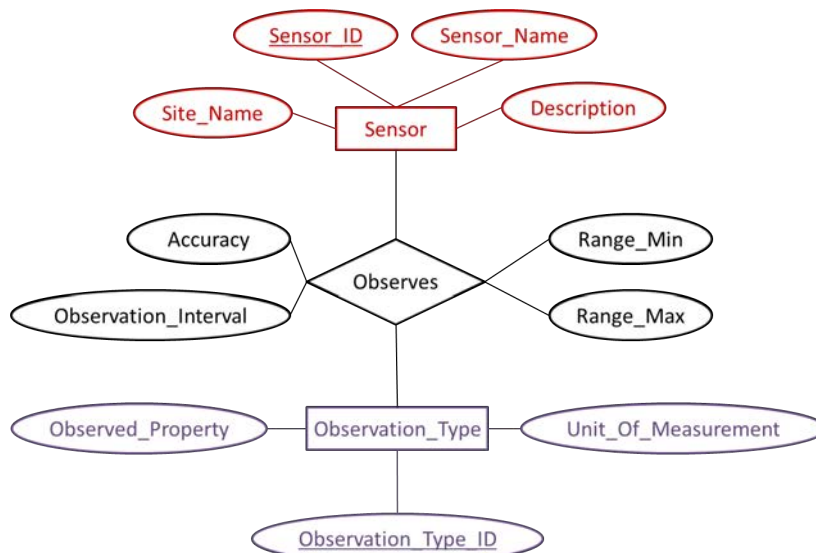 Sensor_ID
Sensor_Name
Site_Name
Sensor
Description
Accuracy
Range_Min
Observes
Observation_Interval
Range_Max
Observed_Property
Observation_Type
Unit_Of_Measurement
Observation_Type_ID